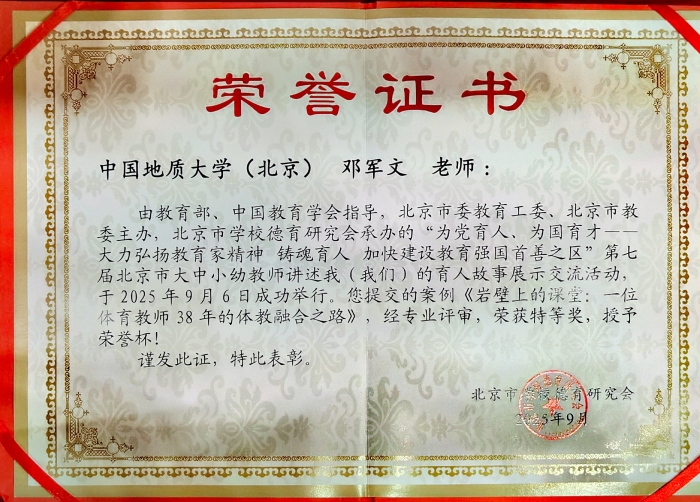 荣誉证书
中国地质大学（北京） 邓军文 老师：
由教育部、中国教育学会指导，北京市委教育工委、北京市教
委主办，北京市学校德育研究会承办的“为党育人、为国育才——
大力弘扬教育家精神 铸魂育人 加快建设教育强国首善之区”第七
届北京市大中小幼教师讲述我（我们）的育人故事展示交流活动，
于 2025 年 9 月 6 日成功举行。您提交的案例《岩壁上的课堂：一位
体育教师 38 年的体教融合之路》，经专业评审，荣获特等奖，授予
荣誉杯！
谨发此证，特此表彰。
北京市学校德育研究会
2025年9月